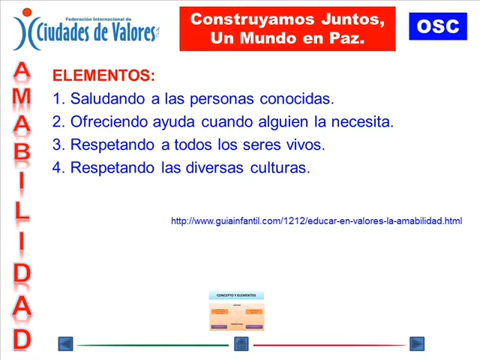 Federación Internacional de
Ciudades de Valores
Construyamos Juntos,
Un Mundo en Paz.
OSC
AMABILIDAD
ELEMENTOS:
1. Saludando a las personas conocidas.
2. Ofreciendo ayuda cuando alguien la necesita.
3. Respetando a todos los seres vivos.
4. Respetando las diversas culturas.
http://www.guiainfantil.com/1212/educar-en-valores-la-amabilidad.html
CONCEPTO Y ELEMENTOS